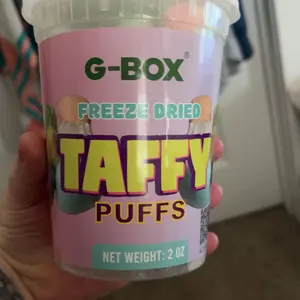 G-BOX®
FREEZE DRIED
TAFFY
PUFFS
NET WEIGHT: 2 OZ